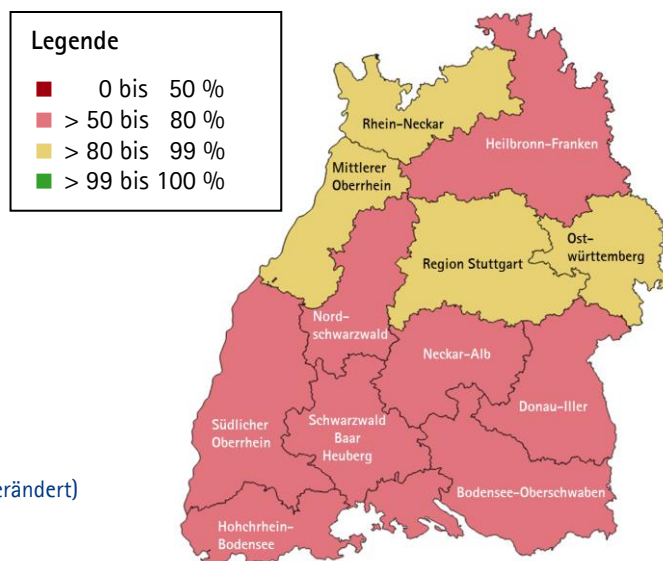 Legende
0 bis 50 %
> 50 bis 80 %
> 80 bis 99 %
> 99 bis 100 %
Rhein-Neckar
Heilbronn-Franken
Mittlerer
Oberrhein
Region Stuttgart
Ost-
württemberg
Nord-
schwarzwald
Neckar-Alb
Donau-Iller
Südlicher
Oberrhein
Schwarzwald
Baar
Heuberg
Bodensee-Oberschwaben
Hohchrhein-
Bodensee
erändert)